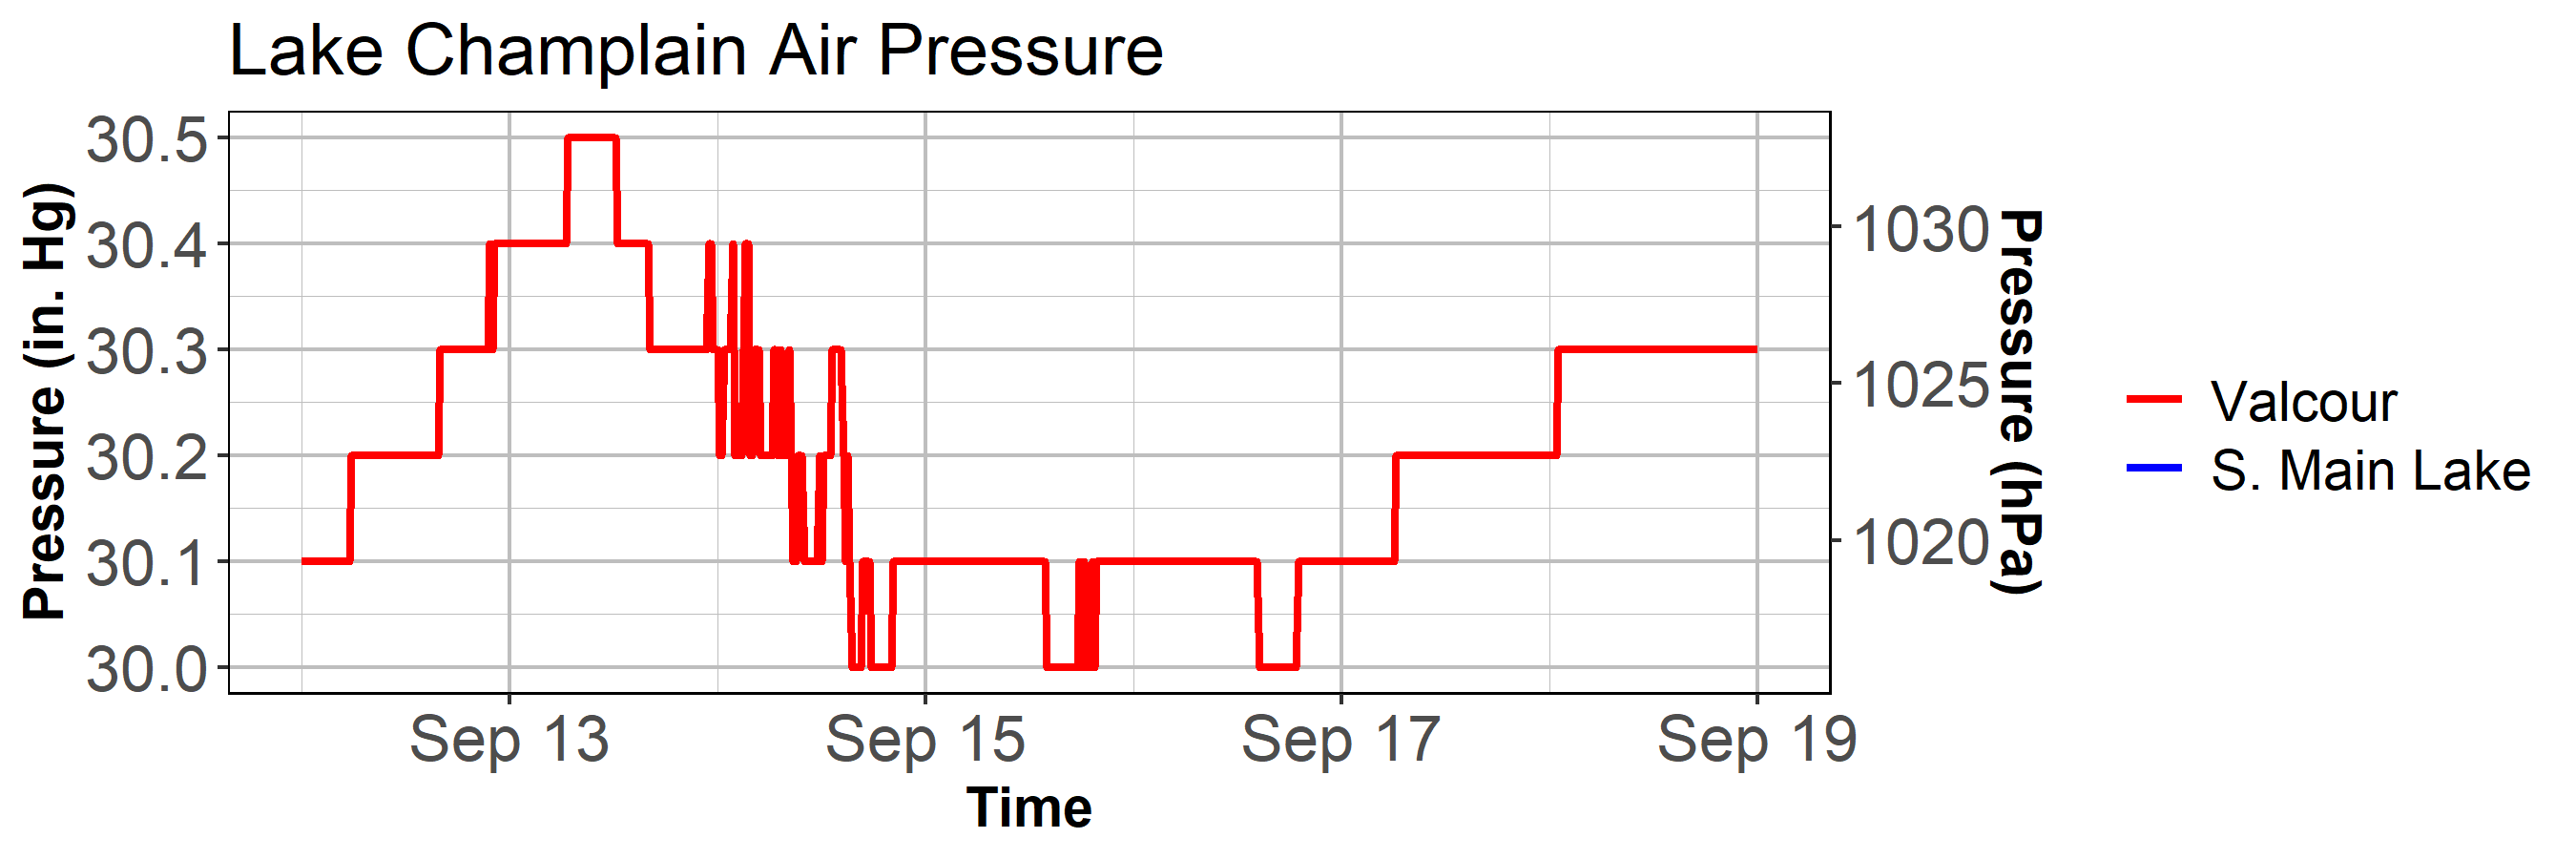 Lake Champlain Air Pressure
Pressure (in. Hg)
30.5
30.4
30.3
30.2
30.1
30.0
1030
1025
1020
Pressure (hPa)
Sep 13
Sep 15
Sep 17
Sep 19
Time
Valcour
S. Main Lake